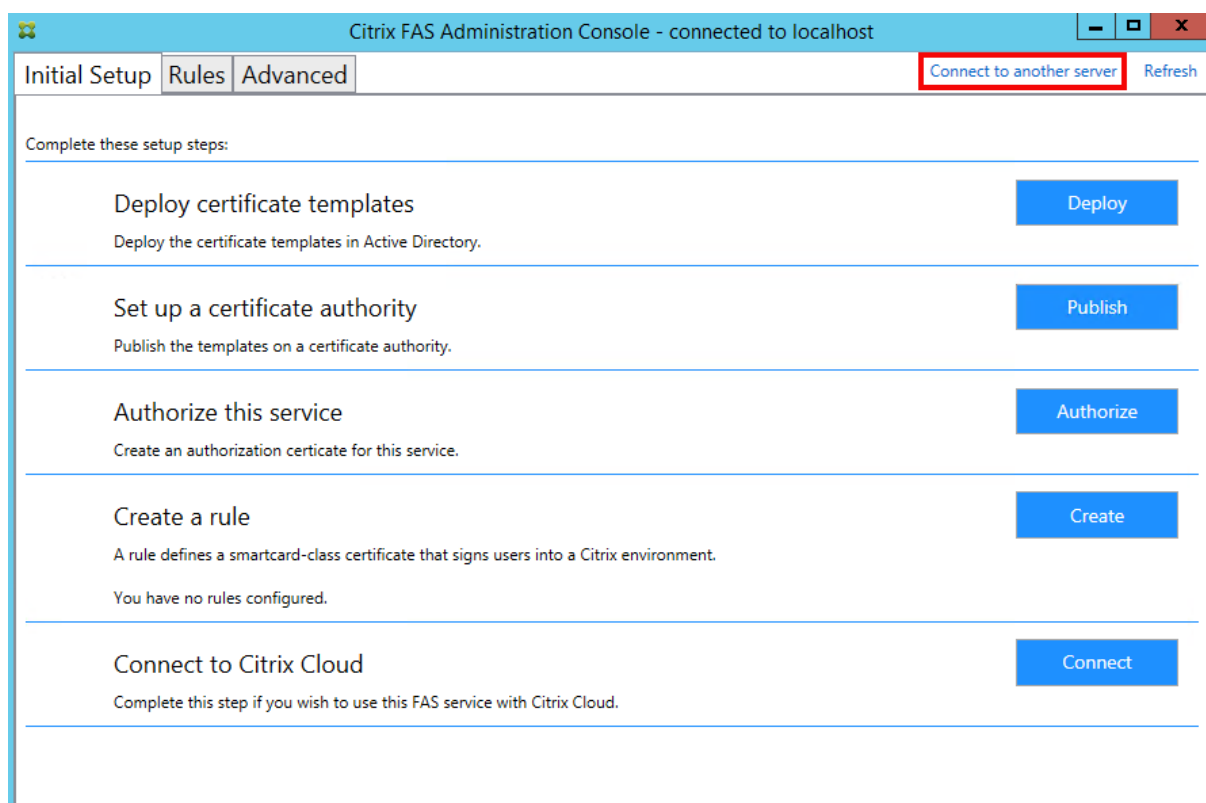 Citrix FAS Administration Console - connected to localhost
Initial Setup Rules Advanced Connect to another server Refresh
Complete these setup steps:
Deploy certificate templates
Deploy
Deploy the certificate templates in Active Directory.
Set up a certificate authority
Publish
Publish the templates on a certificate authority.
Authorize this service
Authorize
Create an authorization certicate for this service.
Create a rule
Create
A rule defines a smartcard-class certificate that signs users into a Citrix environment.
You have no rules configured.
Connect to Citrix Cloud
Connect
Complete this step if you wish to use this FAS service with Citrix Cloud.